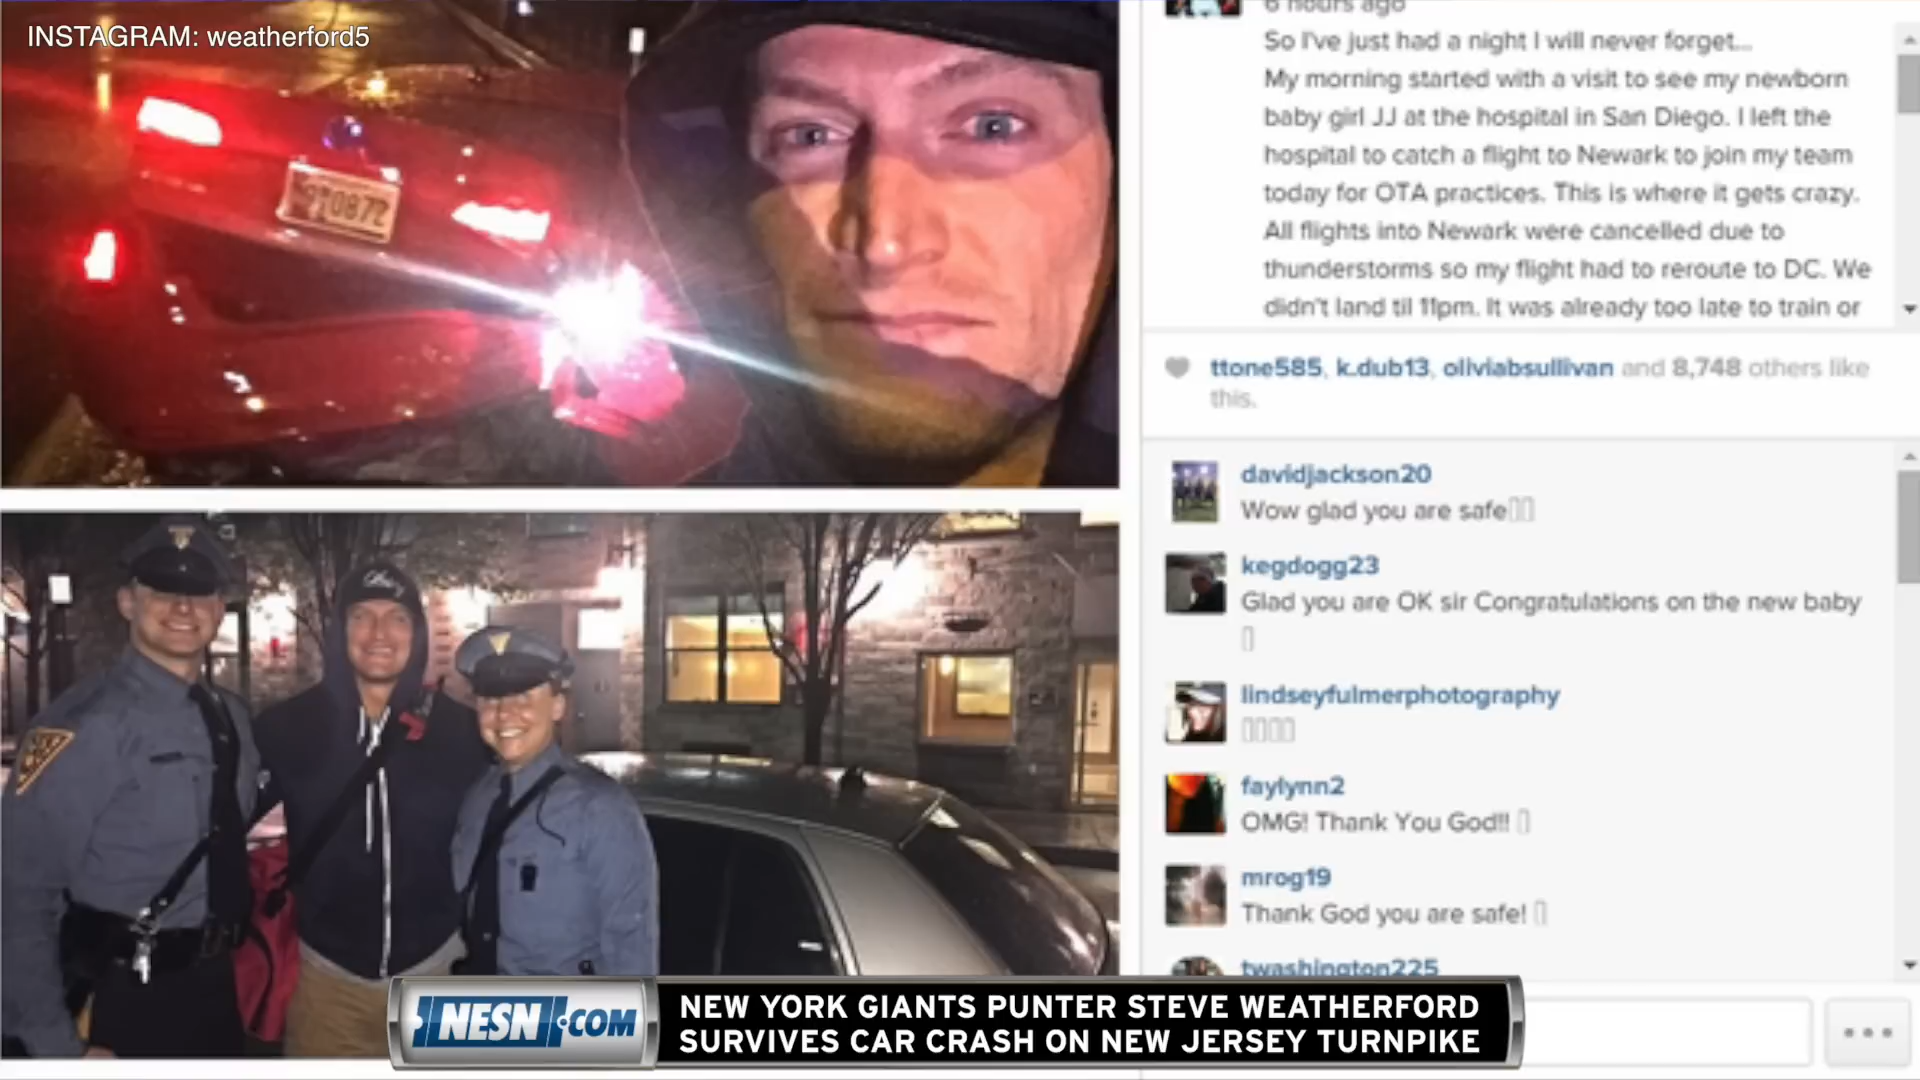 INSTAGRAM: weatherford5
6 hours ago
So I've just had a night I will never forget...
My morning started with a visit to see my newborn
baby girl JJ at the hospital in San Diego. I left the
hospital to catch a flight to Newark to join my team
today for OTA practices. This is where it gets crazy.
All flights into Newark were cancelled due to
thunderstorms so my flight had to reroute to DC. We
didn't land til 11pm. It was already too late to train or
ttone585, k.dub13, oliviabsullivan and 8,748 others like
this.
davidjackson20
Wow glad you are safe
kegdogg23
Glad you are OK sir Congratulations on the new baby
lindseyfulmerphotography
faylynn2
OMG! Thank You God!!
mrog19
Thank God you are safe!
twashington225
NESN.COM
NEW YORK GIANTS PUNTER STEVE WEATHERFORD
SURVIVES CAR CRASH ON NEW JERSEY TURNPIKE